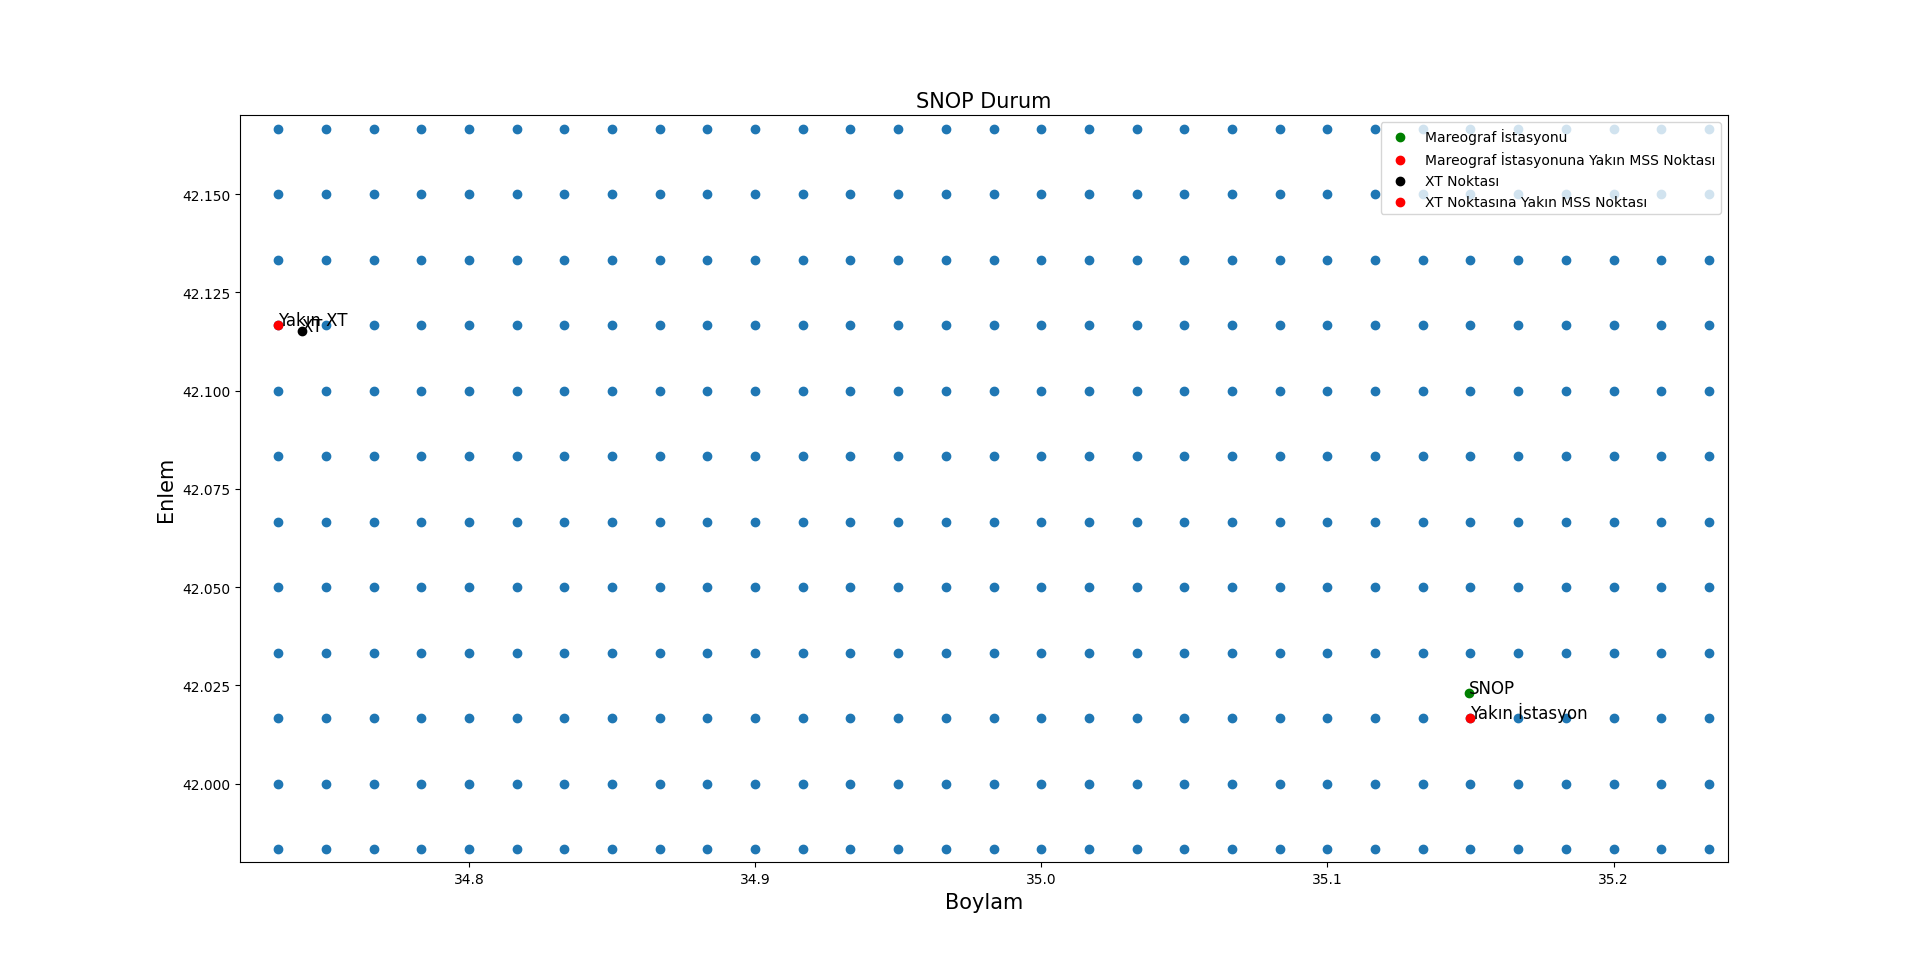 SNOP Durum
Mareograf İstasyonu
Mareograf İstasyonuna Yakın MSS Noktası
XT Noktası
XT Noktasına Yakın MSS Noktası
42.150
42.125
Yakın XT
XT
42.100
42.075
Enlem
42.050
42.025
SNOP
Yakın İstasyon
42.000
34.8
34.9
35.0
35.1
35.2
Boylam